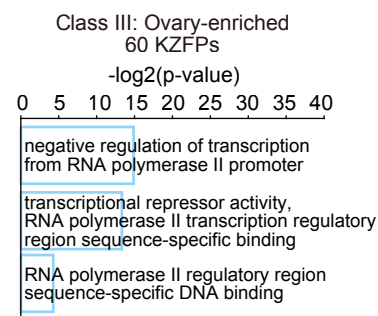 Class III: Ovary-enriched
60 KZFPs
-log2(p-value)
0 5 10 15 20 25 30 35 40
negative regulation of transcription
from RNA polymerase II promoter
transcriptional repressor activity,
RNA polymerase II transcription regulatory
region sequence-specific binding
RNA polymerase II regulatory region
sequence-specific DNA binding